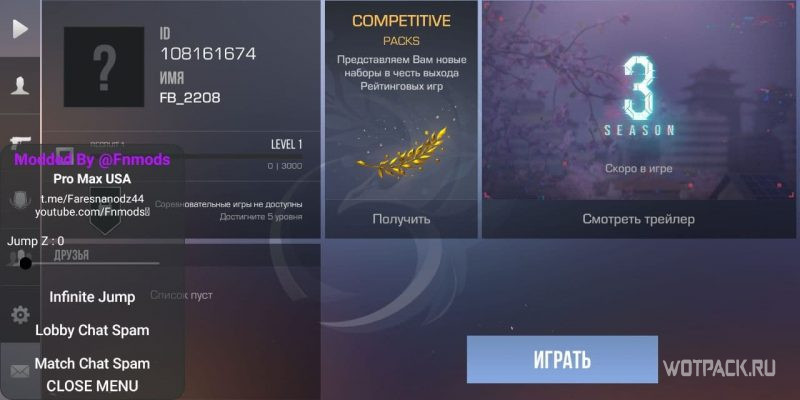 ID
108161674
ИМЯ
FB_2208
RECRUIT 1
LEVEL 1
0 | 3000
Соревновательные игры не доступны
Достигните 5 уровня
ДРУЗЬЯ
Список пуст
Modded By @Fnmods
Pro Max USA
t.me/Faresnanodz44
youtube.com/Fnmods
Jump Z : 0
Infinite Jump
Lobby Chat Spam
Match Chat Spam
CLOSE MENU
COMPETITIVE
PACKS
Представляем Вам новые
наборы в честь выхода
Рейтинговых игр
Получить
3
SEASON
Скоро в игре
Смотреть трейлер
ИГРАТЬ
WOTPACK.RU